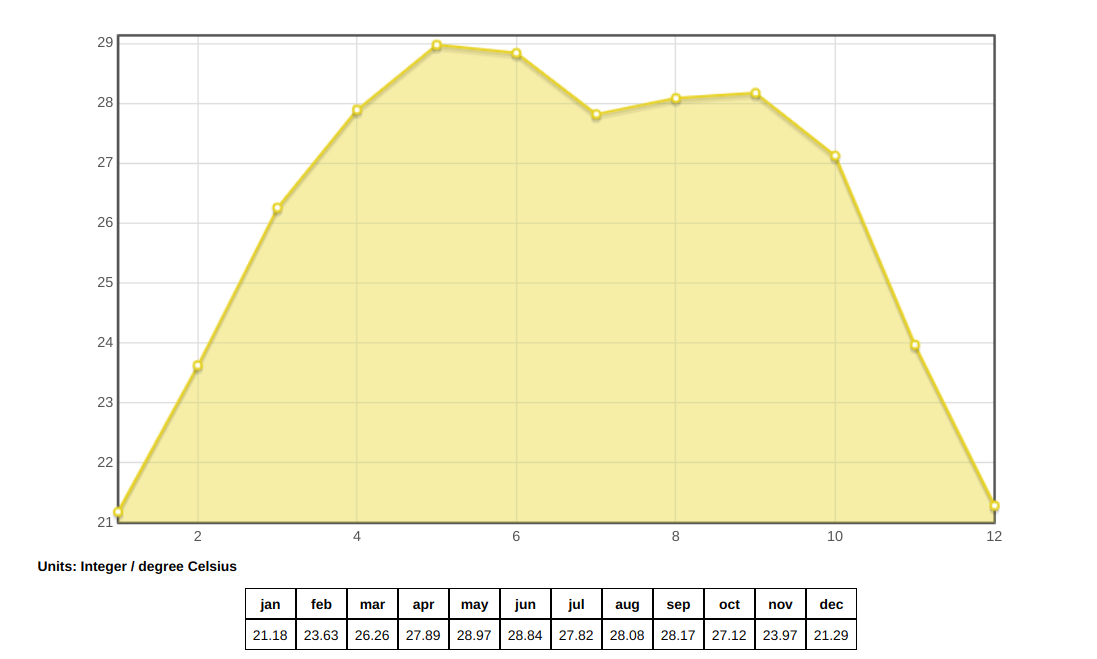 29
28
27
26
25
24
23
22
21
2 4 6 8 10 12
Units: Integer / degree Celsius
jan feb mar apr may jun jul aug sep oct nov dec
21.18 23.63 26.26 27.89 28.97 28.84 27.82 28.08 28.17 27.12 23.97 21.29